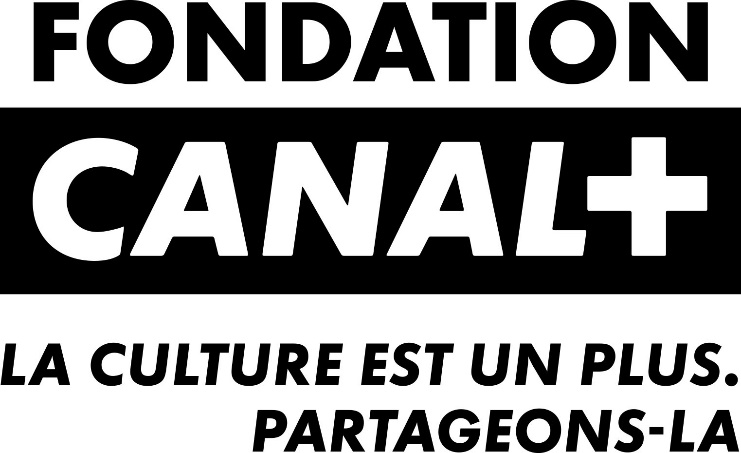 FONDATION
CANAL+
LA CULTURE EST UN PLUS.
PARTAGEONS-LA